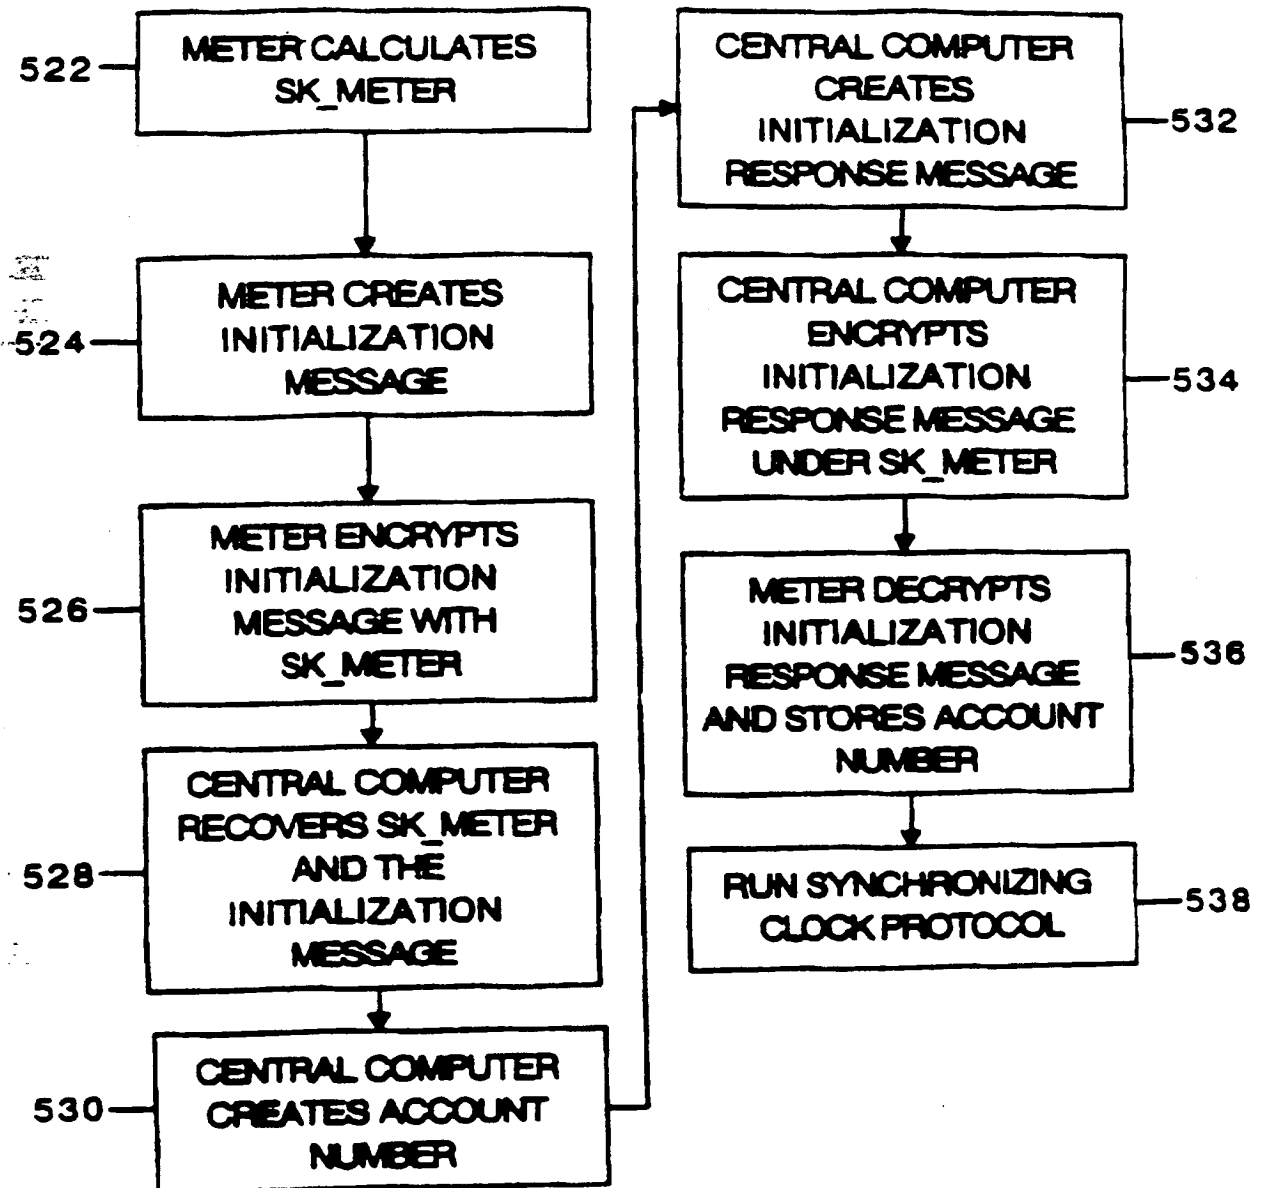 522
METER CALCULATES
SK_METER
524
METER CREATES
INITIALIZATION
MESSAGE
526
METER ENCRYPTS
INITIALIZATION
MESSAGE WITH
SK_METER
528
CENTRAL COMPUTER
RECOVERS SK_METER
AND THE
INITIALIZATION
MESSAGE
530
CENTRAL COMPUTER
CREATES ACCOUNT
NUMBER
CENTRAL COMPUTER
CREATES
INITIALIZATION
RESPONSE MESSAGE
532
CENTRAL COMPUTER
ENCRYPTS
INITIALIZATION
RESPONSE MESSAGE
UNDER SK_METER
534
METER DECRYPTS
INITIALIZATION
RESPONSE MESSAGE
AND STORES ACCOUNT
NUMBER
536
RUN SYNCHRONIZING
CLOCK PROTOCOL
538